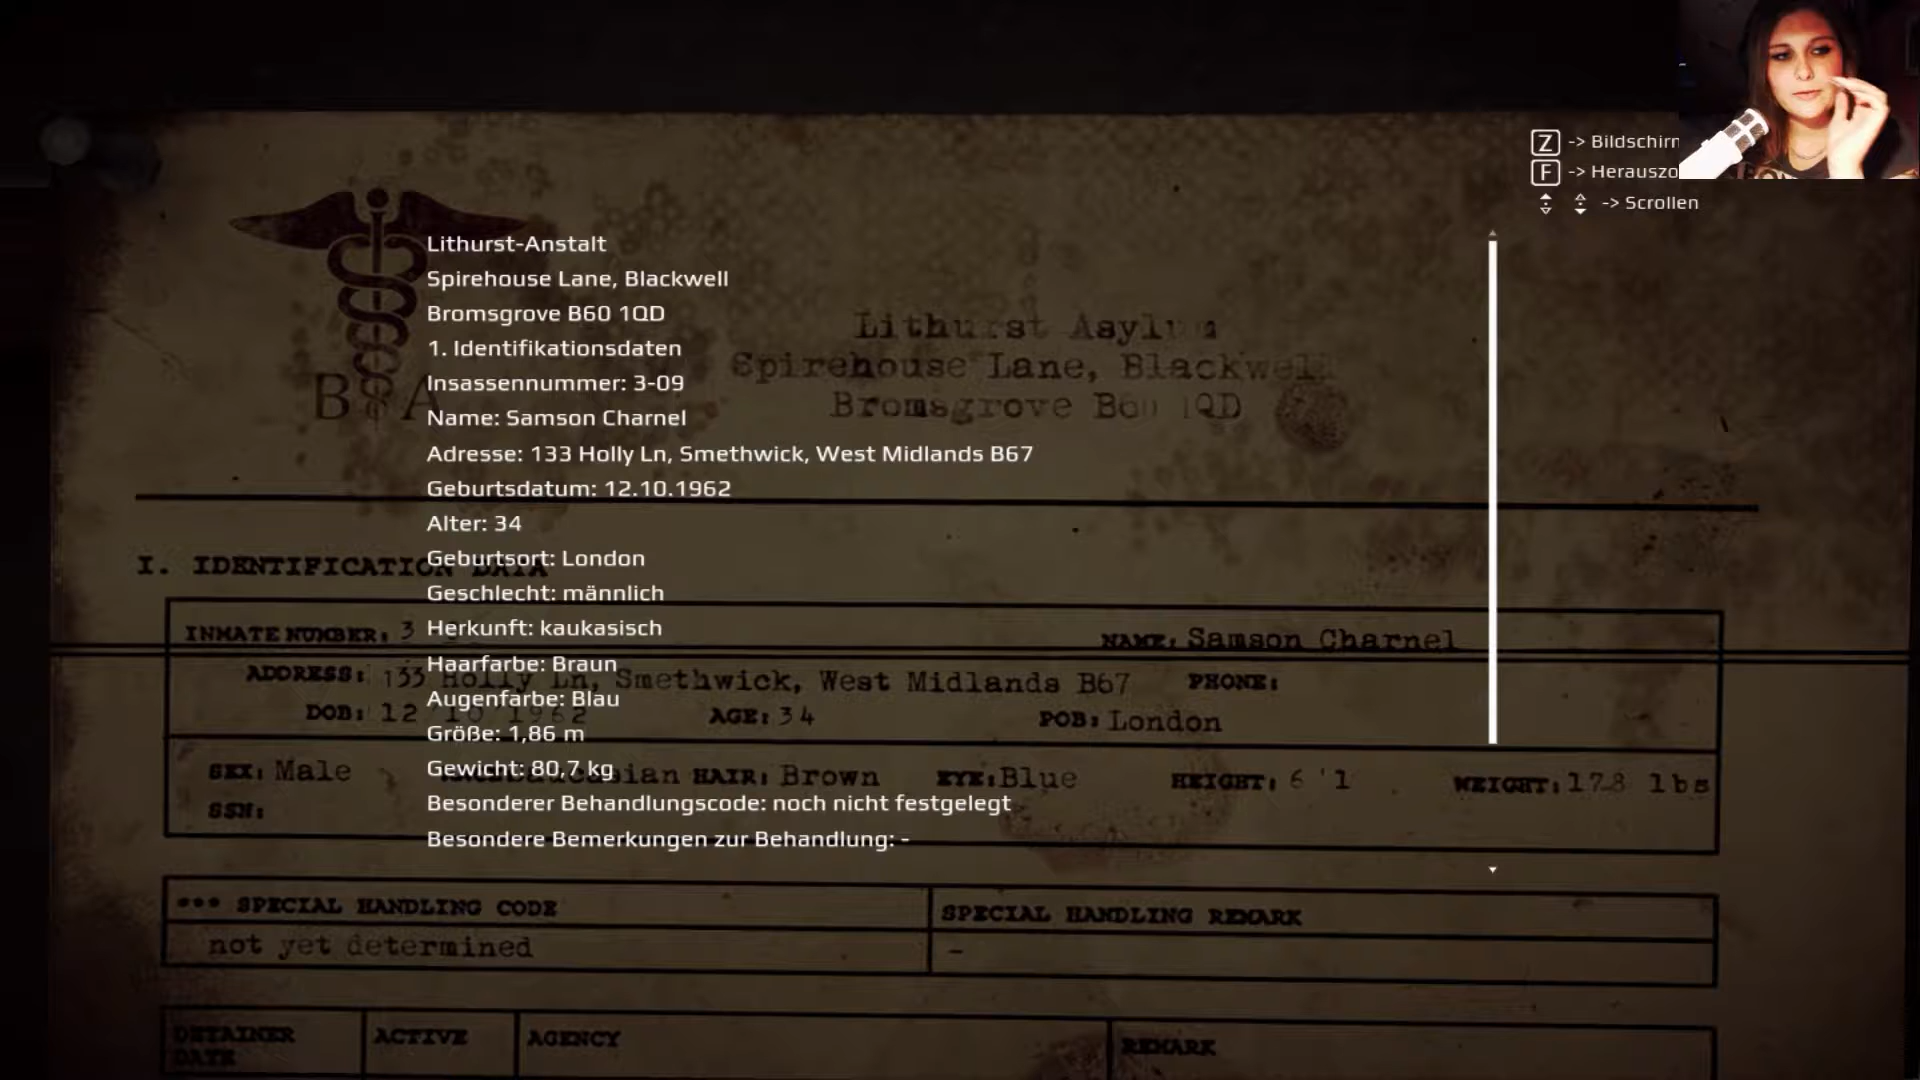 Z -> Bildschirm
F -> Herauszo
-> Scrollen
Lithurst-Anstalt
Spirehouse Lane, Blackwell
Bromsgrove B60 1QD
1. Identifikationsdaten
Insassennummer: 3-09
Name: Samson Charnel
Adresse: 133 Holly Ln, Smethwick, West Midlands B67
Geburtsdatum: 12.10.1962
Alter: 34
Geburtsort: London
Geschlecht: männlich
Herkunft: kaukasisch
Haarfarbe: Braun
Augenfarbe: Blau
Größe: 1,86 m
Gewicht: 80,7 kg
Besonderer Behandlungscode: noch nicht festgelegt
Besondere Bemerkungen zur Behandlung: -
B A
Lithurst Asylum
Spirehouse Lane, Blackwell
Bromsgrove B60 1QD
I. IDENTIFICATION DATA
INMATE NUMBER: 3 NAME: Samson Charnel
ADDRESS: 133 Holly Ln, Smethwick, West Midlands B67 PHONE:
DOB: 12 10 1962 AGE: 34 POB: London
SEX: Male HAIR: Brown EYE: Blue HEIGHT: 6 '1 WEIGHT: 178 lbs
SSN:
*** SPECIAL HANDLING CODE SPECIAL HANDLING REMARK
not yet determined -
DETAINER DATE ACTIVE AGENCY REMARK